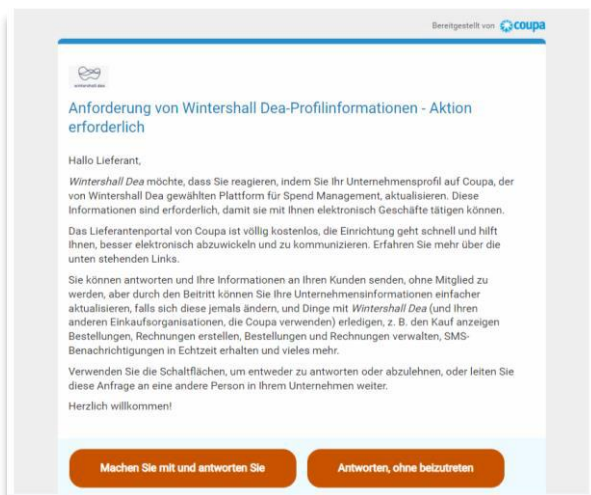 Bereitgestellt von coupa
wintershall dea
Anforderung von Wintershall Dea-Profilinformationen - Aktion
erforderlich
Hallo Lieferant,
Wintershall Dea möchte, dass Sie reagieren, indem Sie Ihr Unternehmensprofil auf Coupa, der
von Wintershall Dea gewählten Plattform für Spend Management, aktualisieren. Diese
Informationen sind erforderlich, damit sie mit Ihnen elektronisch Geschäfte tätigen können.
Das Lieferantenportal von Coupa ist völlig kostenlos, die Einrichtung geht schnell und hilft
Ihnen, besser elektronisch abzuwickeln und zu kommunizieren. Erfahren Sie mehr über die
unten stehenden Links.
Sie können antworten und Ihre Informationen an Ihren Kunden senden, ohne Mitglied zu
werden, aber durch den Beitritt können Sie Ihre Unternehmensinformationen einfacher
aktualisieren, falls sich diese jemals ändern, und Dinge mit Wintershall Dea (und Ihren
anderen Einkaufsorganisationen, die Coupa verwenden) erledigen, z. B. den Kauf anzeigen
Bestellungen, Rechnungen erstellen, Bestellungen und Rechnungen verwalten, SMS-
Benachrichtigungen in Echtzeit erhalten und vieles mehr.
Verwenden Sie die Schaltflächen, um entweder zu antworten oder abzulehnen, oder leiten Sie
diese Anfrage an eine andere Person in Ihrem Unternehmen weiter.
Herzlich willkommen!
Machen Sie mit und antworten Sie
Antworten, ohne beizutreten